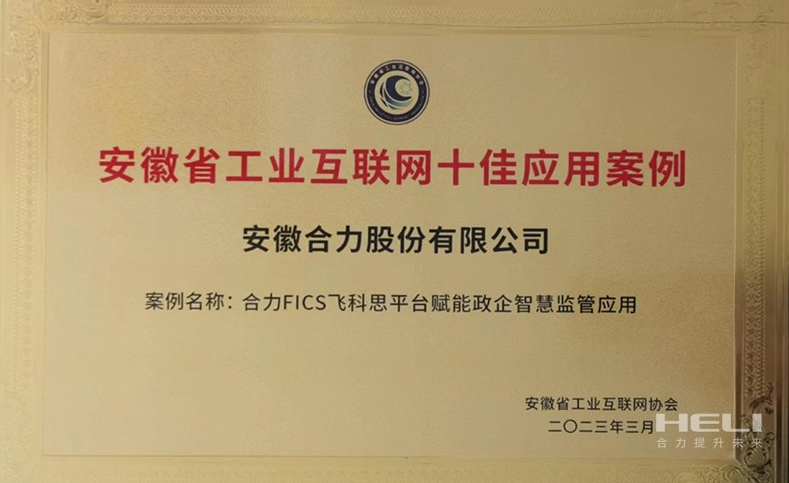 安徽省工业互联网十佳应用案例
安徽合力股份有限公司
案例名称：合力FICS飞科思平台赋能政企智慧监管应用
安徽省工业互联网协会
二〇二三年三月
HELI
合力提升未来